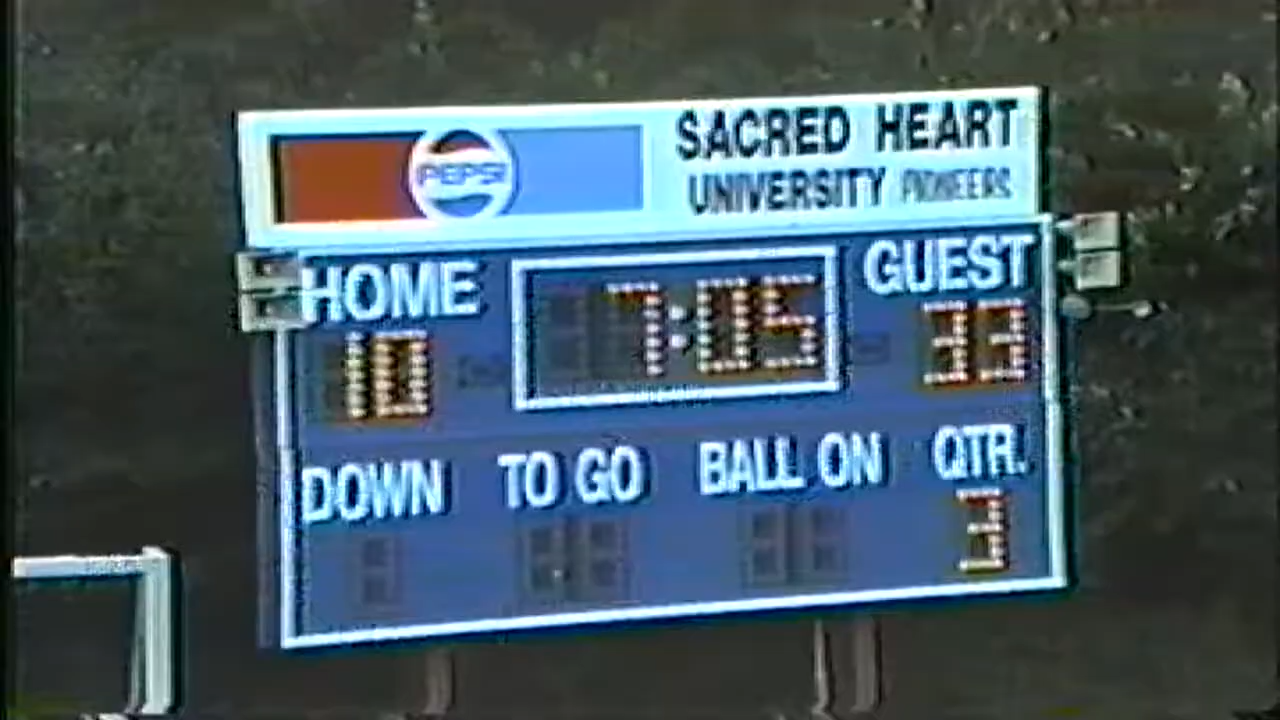 PEPSI
SACRED HEART
UNIVERSITY PIONEERS
HOME 7:05 GUEST
10 33
DOWN TO GO BALL ON QTR.
3